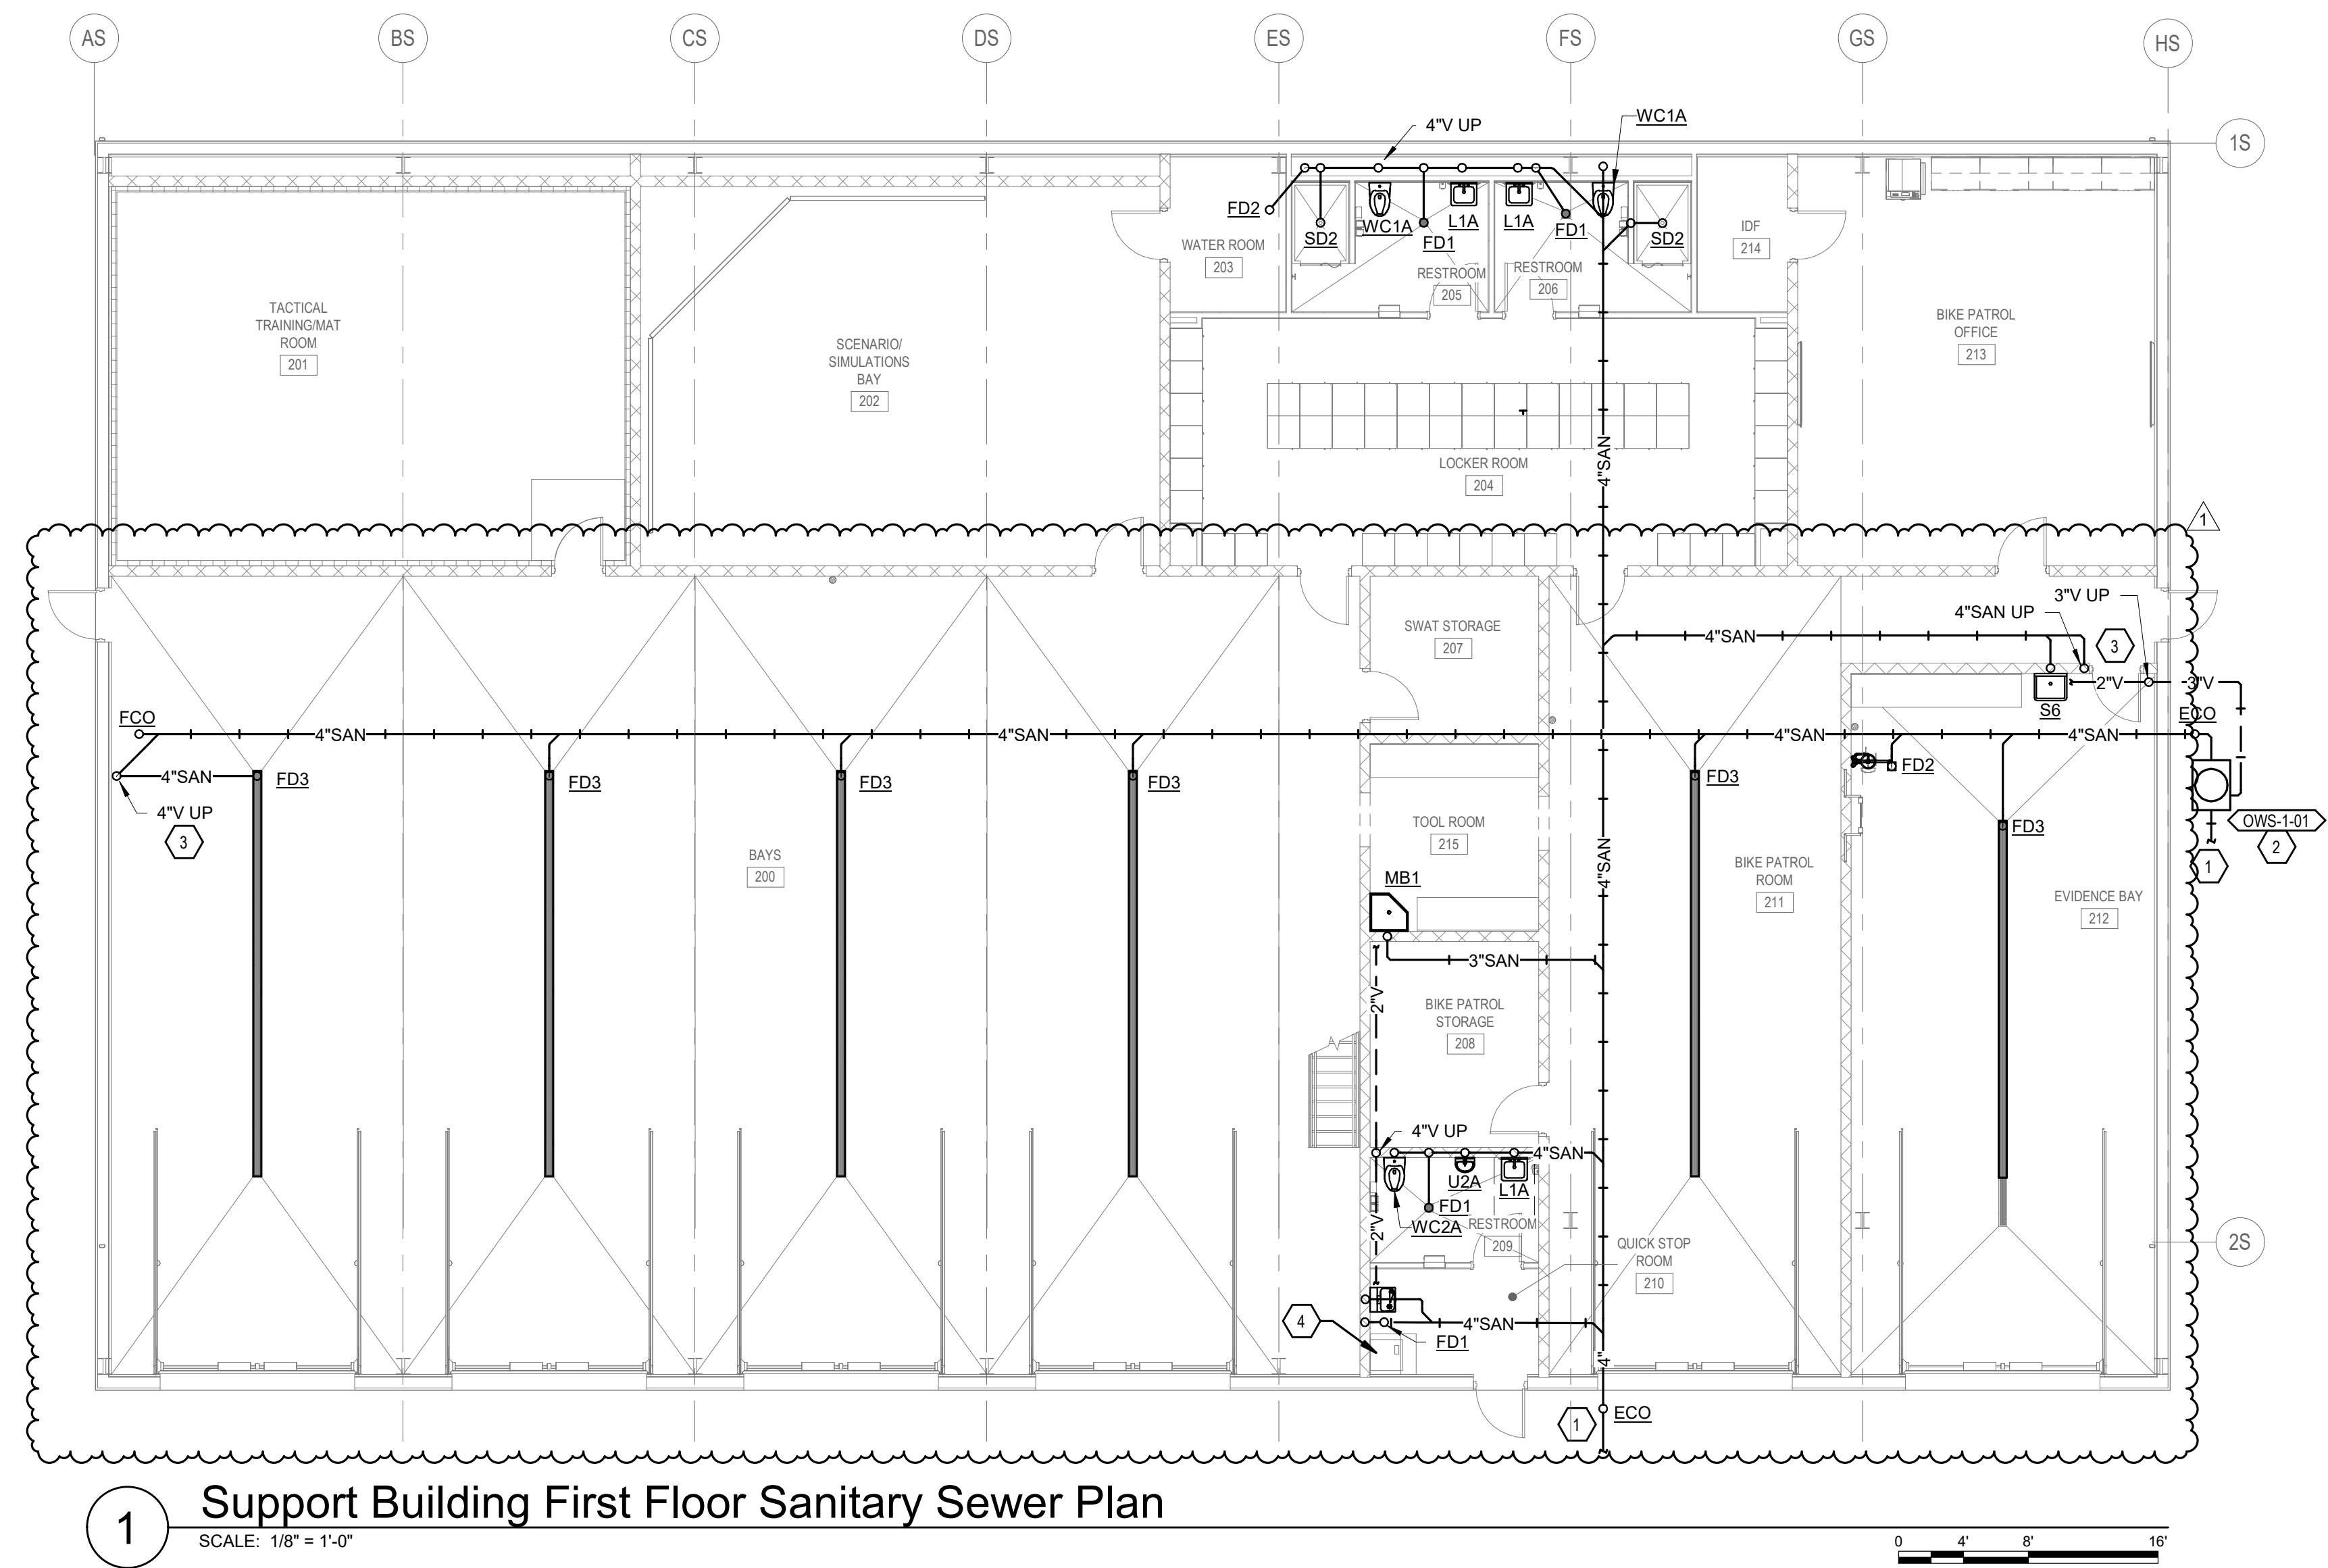 AS
BS
CS
DS
ES
FS
GS
HS
1S
4"V UP
WC1A
FD2
SD2
WC1A
FD1
L1A
L1A
FD1
SD2
WATER ROOM
203
RESTROOM
205
RESTROOM
206
IDF
214
TACTICAL
TRAINING/MAT
ROOM
201
SCENARIO/
SIMULATIONS
BAY
202
BIKE PATROL
OFFICE
213
4"SAN
LOCKER ROOM
204
1
SWAT STORAGE
207
4"SAN
4"SAN UP
3"V UP
3
2"V
3"V
S6
ECO
FCO
4"SAN
4"SAN
4"SAN
4"SAN
4"SAN
4"V UP
3
FD3
FD3
FD3
FD3
FD3
FD2
FD3
OWS-1-01
2
1
BAYS
200
TOOL ROOM
215
4"SAN
BIKE PATROL
ROOM
211
EVIDENCE BAY
212
MB1
3"SAN
2"V
BIKE PATROL
STORAGE
208
4"V UP
4"SAN
U2A
L1A
FD1
WC2A
RESTROOM
209
2"V
QUICK STOP
ROOM
210
2S
4
4"SAN
FD1
4"
1
ECO
1
Support Building First Floor Sanitary Sewer Plan
SCALE: 1/8" = 1'-0"
0 4' 8' 16'